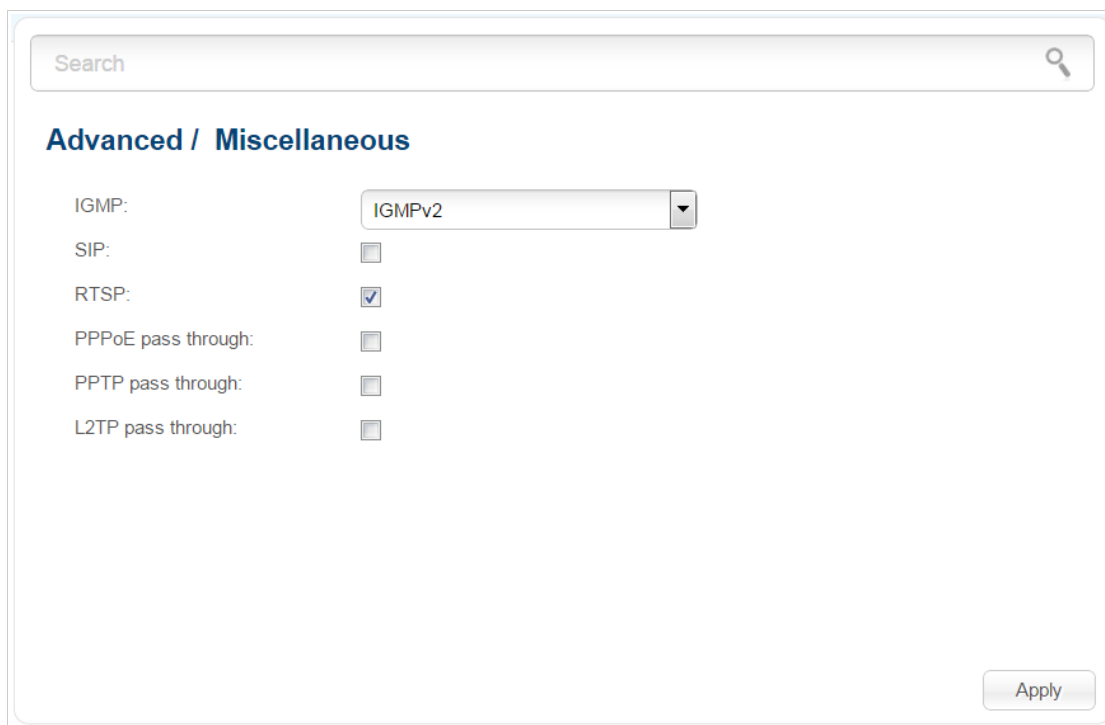 Search
Advanced / Miscellaneous
IGMP: IGMPv2
SIP:
RTSP:
PPPoE pass through:
PPTP pass through:
L2TP pass through:
Apply